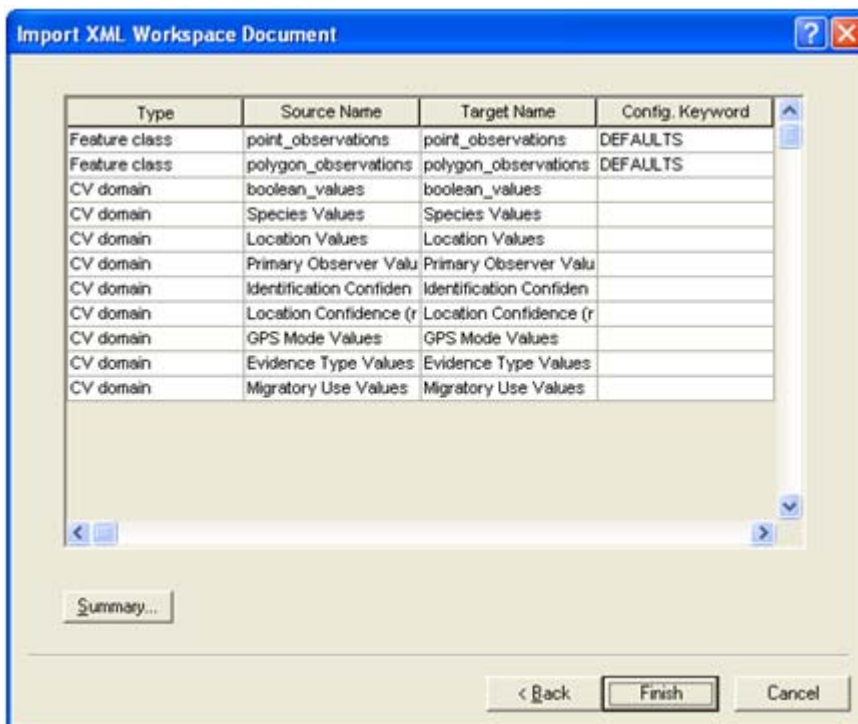 Import XML Workspace Document
Type Source Name Target Name Config. Keyword
Feature class point_observations point_observations DEFAULTS
Feature class polygon_observations polygon_observations DEFAULTS
CV domain boolean_values boolean_values
CV domain Species Values Species Values
CV domain Location Values Location Values
CV domain Primary Observer Valu Primary Observer Valu
CV domain Identification Confiden Identification Confiden
CV domain Location Confidence (r Location Confidence (r
CV domain GPS Mode Values GPS Mode Values
CV domain Evidence Type Values Evidence Type Values
CV domain Migratory Use Values Migratory Use Values
Summary...
< Back Finish Cancel